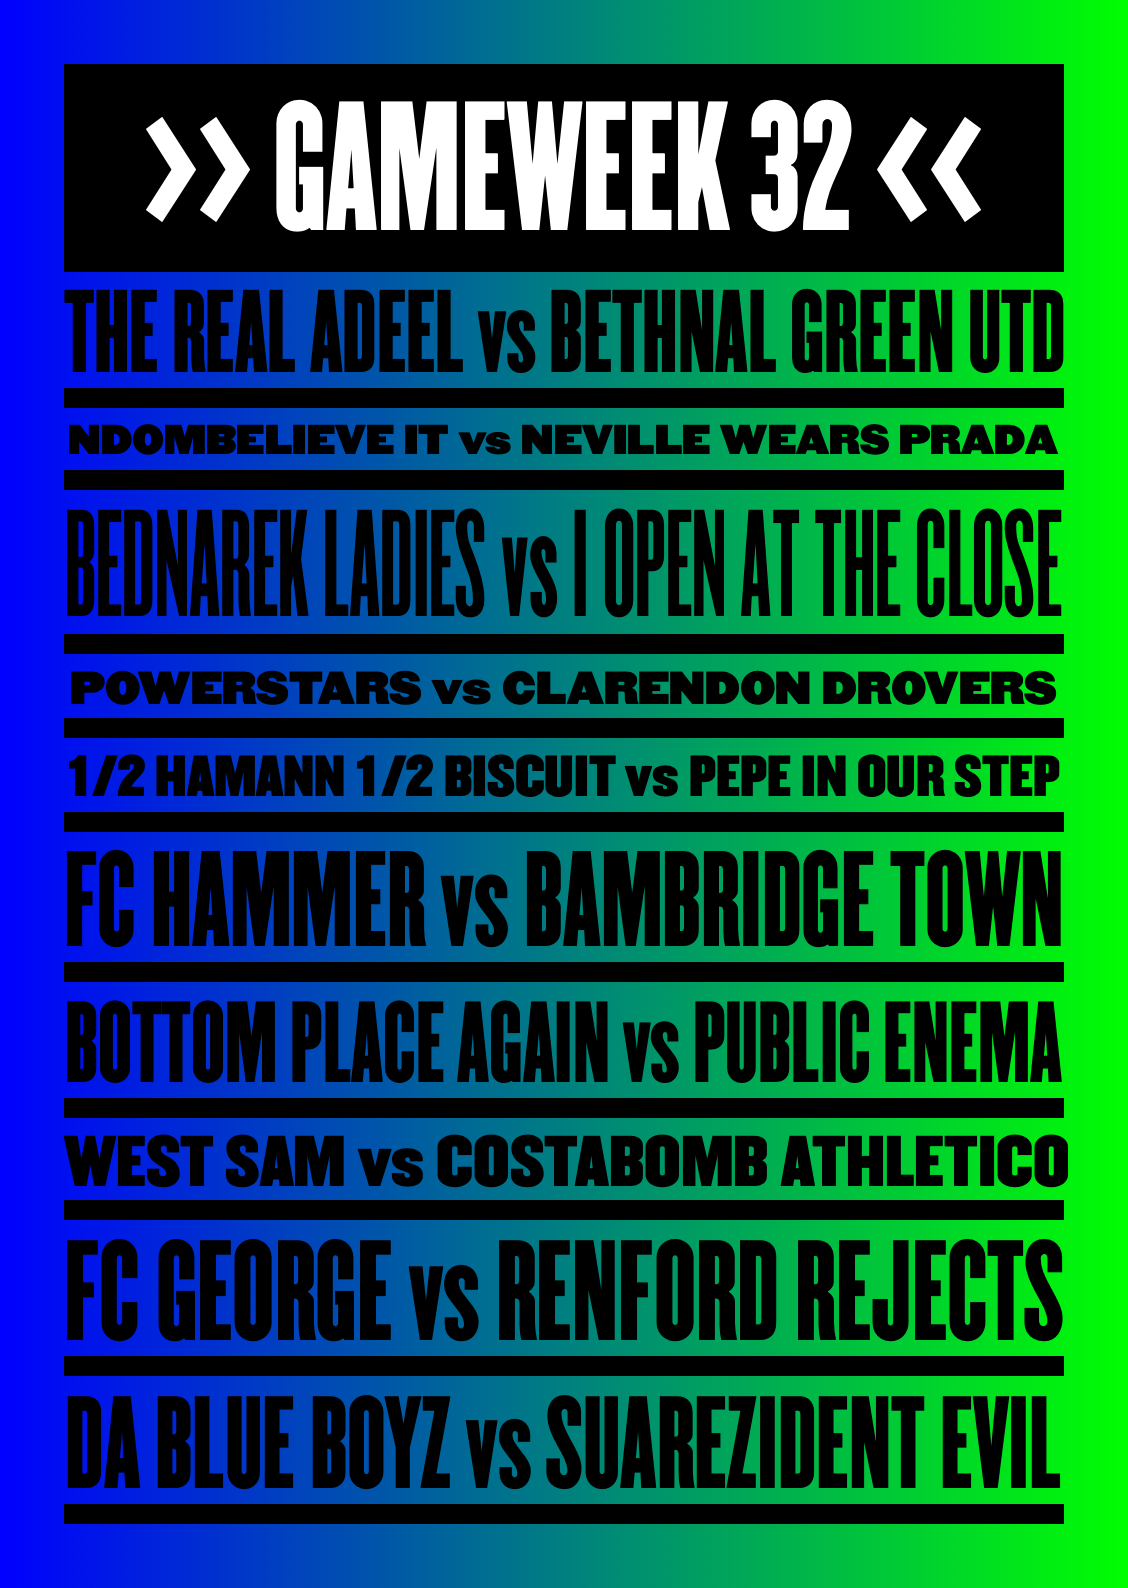 >> GAMEWEEK 32 <<
THE REAL ADEEL vs BETHNAL GREEN UTD
NDOMBELIEVE IT vs NEVILLE WEARS PRADA
BEDNAREK LADIES vs I OPEN AT THE CLOSE
POWERSTARS vs CLARENDON DROVERS
1/2 HAMANN 1/2 BISCUIT vs PEPE IN OUR STEP
FC HAMMER vs BAMBRIDGE TOWN
BOTTOM PLACE AGAIN vs PUBLIC ENEMA
WEST SAM vs COSTABOMB ATHLETICO
FC GEORGE vs RENFORD REJECTS
DA BLUE BOYZ vs SUAREZIDENT EVIL